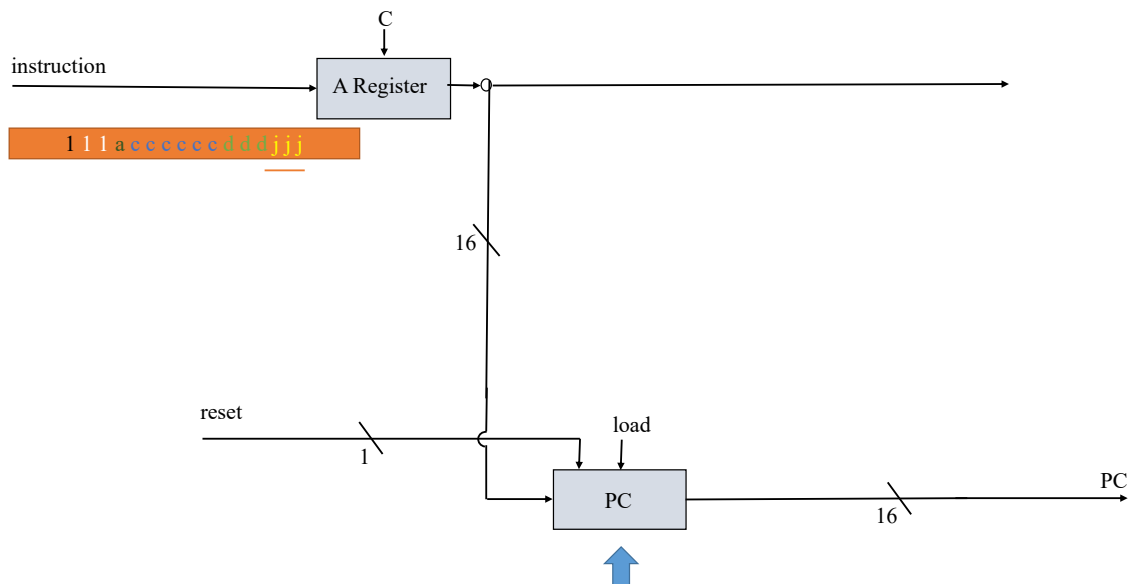 C
instruction
A Register
1 1 1 a c c c c c c d d d j j j
16
reset
load
1
PC
PC
16